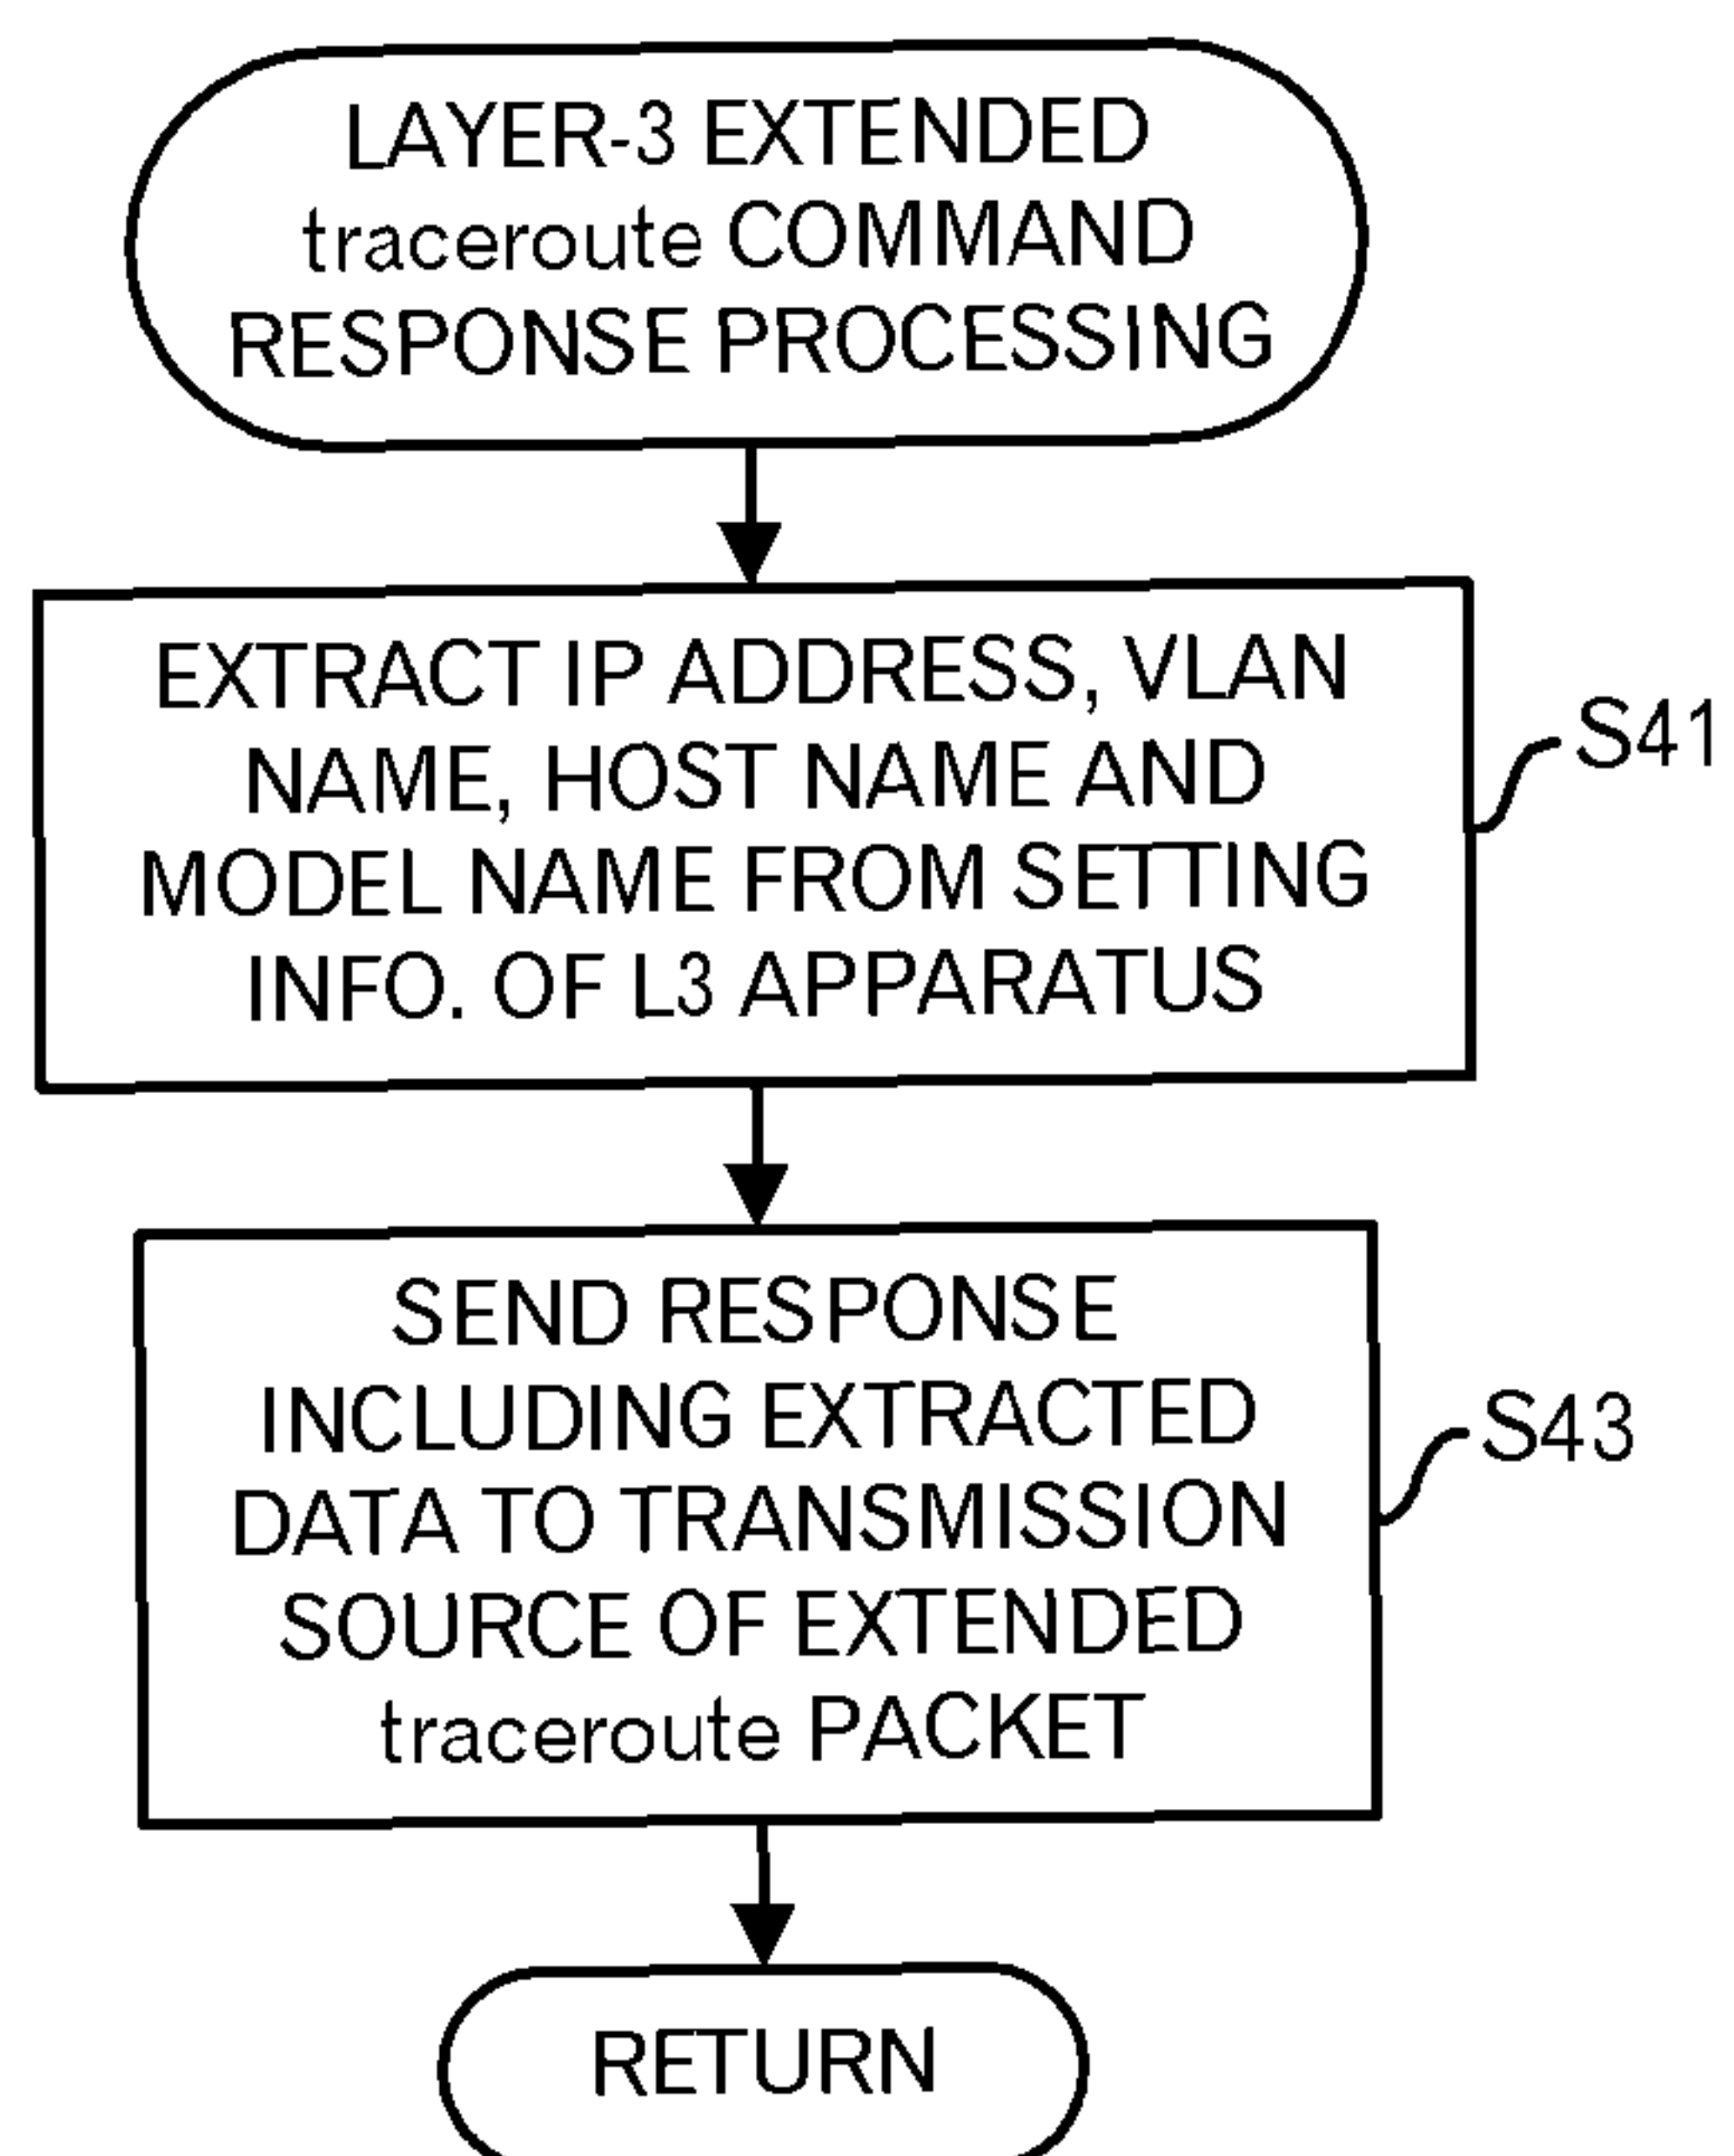 LAYER-3 EXTENDED
traceroute COMMAND
RESPONSE PROCESSING
EXTRACT IP ADDRESS, VLAN
NAME, HOST NAME AND
MODEL NAME FROM SETTING
INFO. OF L3 APPARATUS
S41
SEND RESPONSE
INCLUDING EXTRACTED
DATA TO TRANSMISSION
SOURCE OF EXTENDED
traceroute PACKET
S43
RETURN